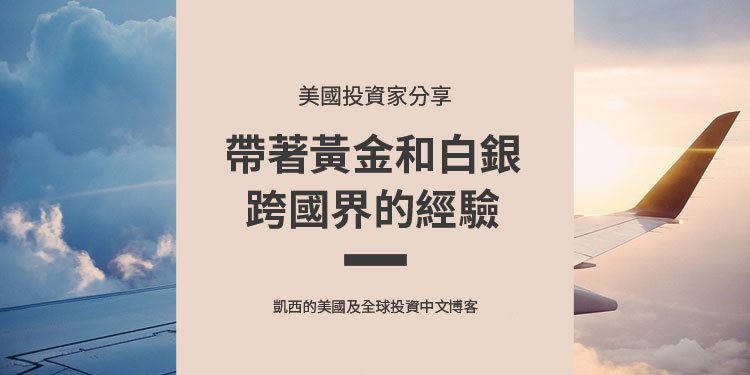 美國投資家分享
帶著黃金和白銀
跨國界的經驗
凱西的美國及全球投資中文博客